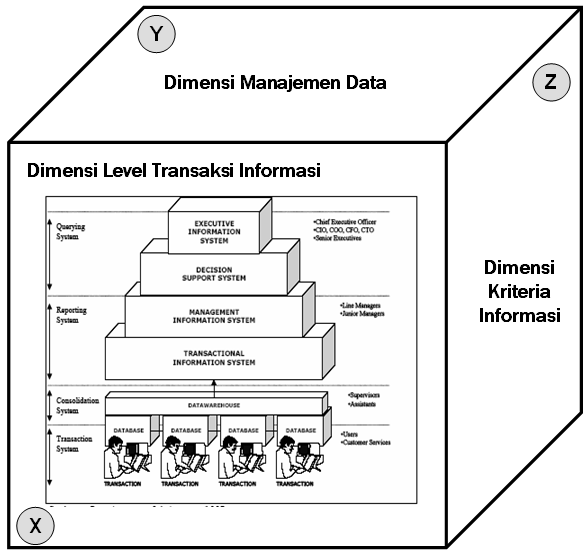 Y
Dimensi Manajemen Data
Z
Dimensi Level Transaksi Informasi
Querying
System
EXECUTIVE
INFORMATION
SYSTEM
•Chief Executive Officer
•CIO, COO, CFO, CTO
•Senior Executives
DECISION
SUPPORT SYSTEM
Dimensi
Kriteria
Informasi
Reporting
System
MANAGEMENT
INFORMATION SYSTEM
•Line Managers
•Junior Managers
TRANSACTIONAL
INFORMATION SYSTEM
Consolidation
System
DATAWAREHOUSE
•Supervisors
•Assistants
Transaction
System
DATABASE
DATABASE
DATABASE
DATABASE
•Users
•Customer Services
TRANSACTION
TRANSACTION
TRANSACTION
TRANSACTION
X